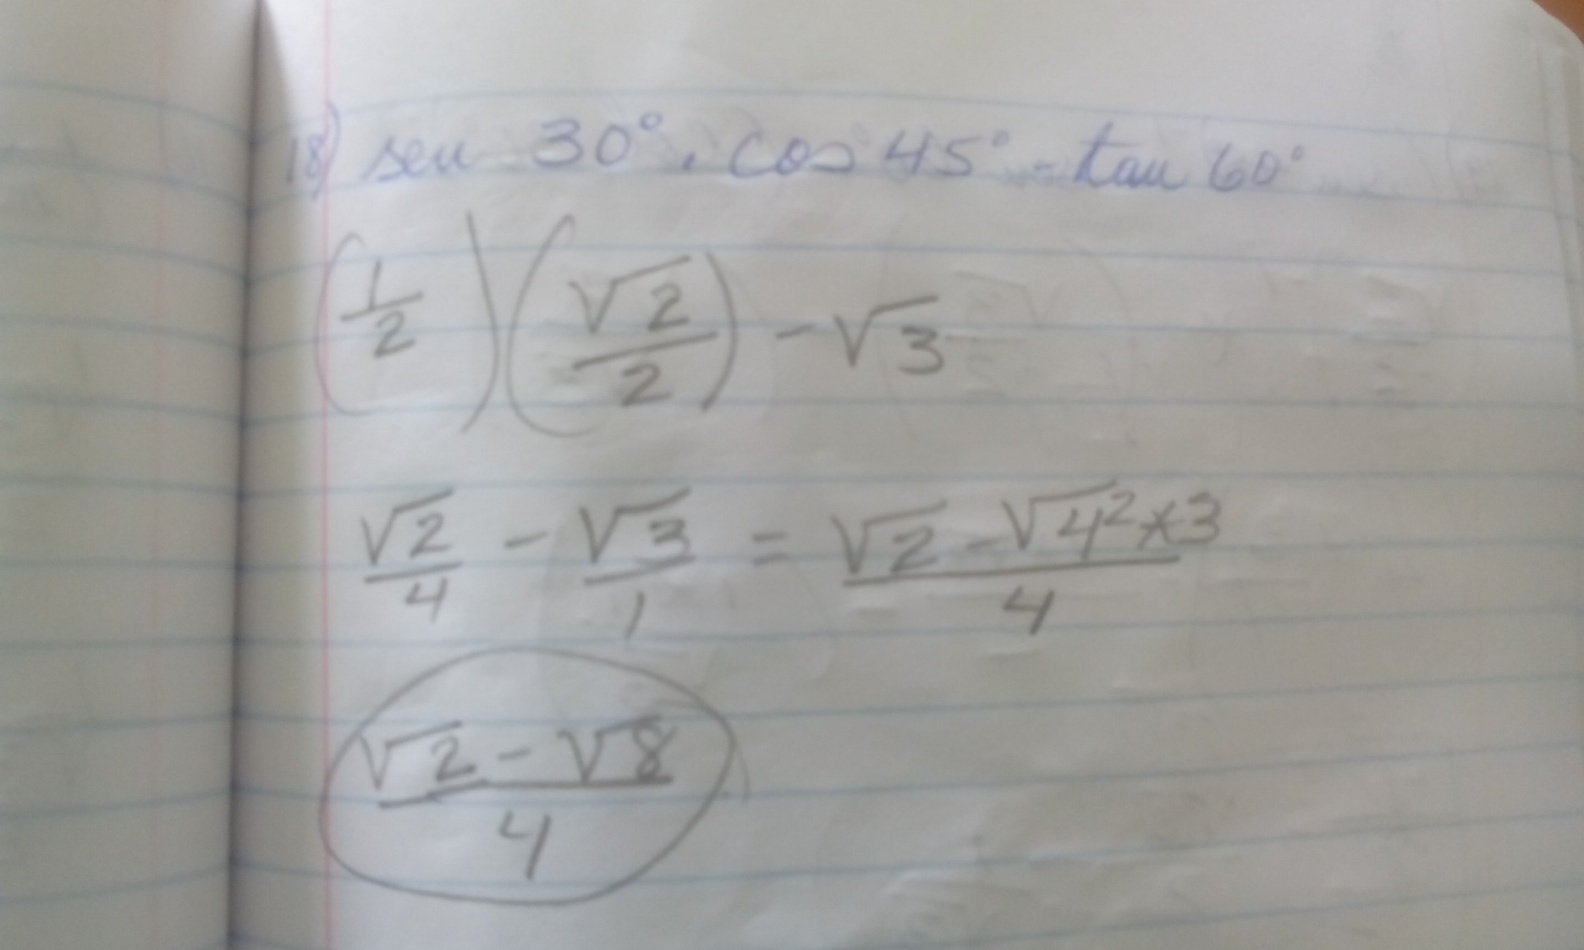 18) sen 30° . cos 45° - tan 60°
(1/2)(√2/2) - √3
√2/4 - √3/1 = √2 - √4²×3/4
√2 - √8/4